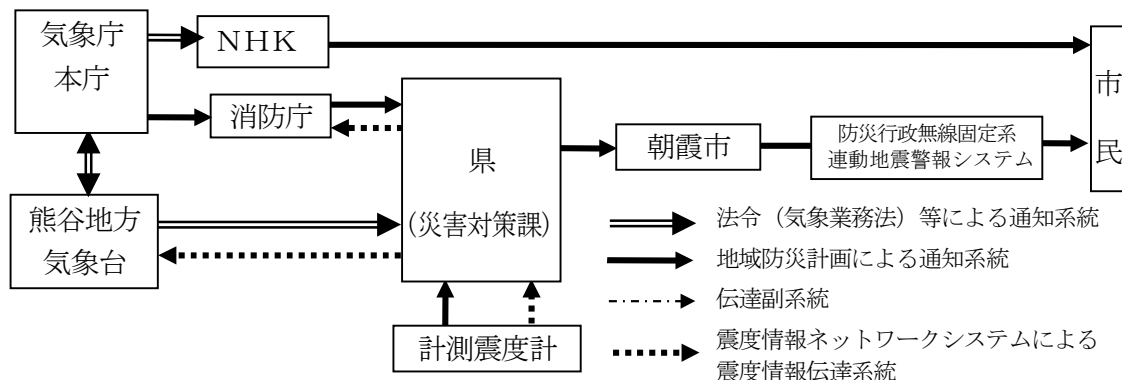 気象庁
本庁
ＮＨＫ
消防庁
熊谷地方
気象台
県
(災害対策課)
計測震度計
朝霞市
防災行政無線固定系
連動地震警報システム
市
民
法令（気象業務法）等による通知系統
地域防災計画による通知系統
伝達副系統
震度情報ネットワークシステムによる
震度情報伝達系統